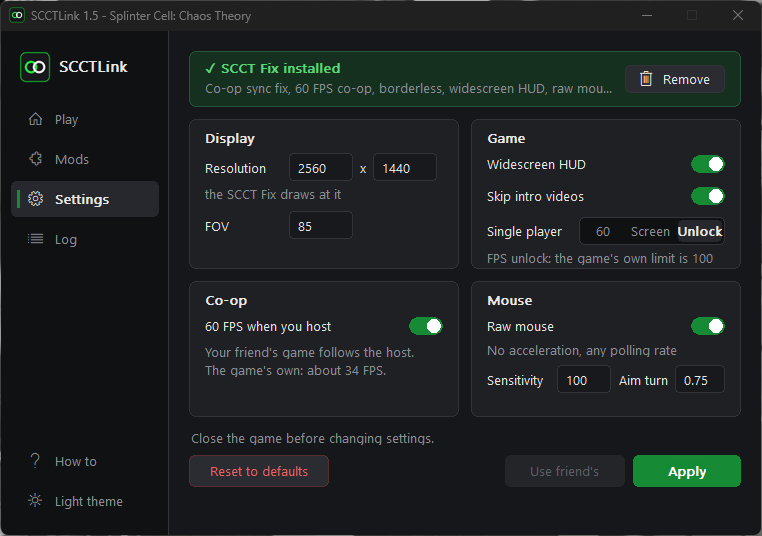 SCCTLink 1.5 - Splinter Cell: Chaos Theory
SCCTLink
Play
Mods
Settings
Log
How to
Light theme
✓ SCCT Fix installed
Co-op sync fix, 60 FPS co-op, borderless, widescreen HUD, raw mou...
Remove
Display
Resolution 2560 x 1440
the SCCT Fix draws at it
FOV 85
Game
Widescreen HUD
Skip intro videos
Single player 60 Screen Unlock
FPS unlock: the game's own limit is 100
Co-op
60 FPS when you host
Your friend's game follows the host.
The game's own: about 34 FPS.
Mouse
Raw mouse
No acceleration, any polling rate
Sensitivity 100 Aim turn 0.75
Close the game before changing settings.
Reset to defaults
Use friend's
Apply